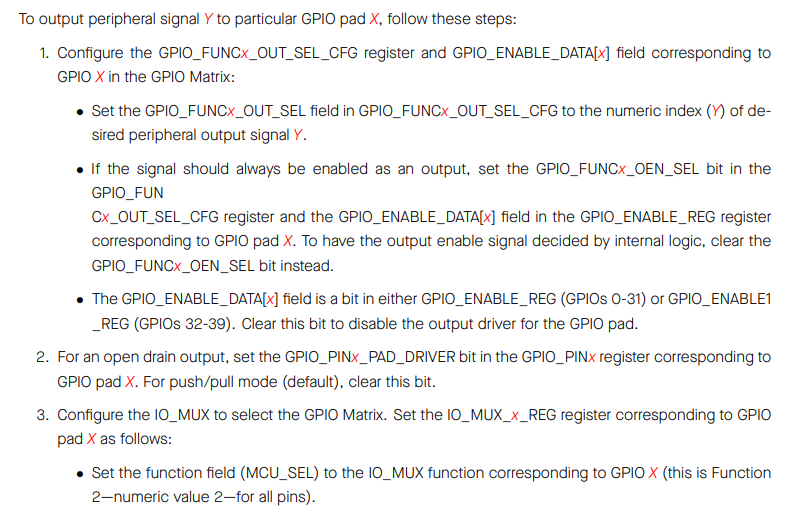 To output peripheral signal Y to particular GPIO pad X, follow these steps:
1. Configure the GPIO_FUNCx_OUT_SEL_CFG register and GPIO_ENABLE_DATA[x] field corresponding to
GPIO X in the GPIO Matrix:
• Set the GPIO_FUNCx_OUT_SEL field in GPIO_FUNCx_OUT_SEL_CFG to the numeric index (Y) of de-
sired peripheral output signal Y.
• If the signal should always be enabled as an output, set the GPIO_FUNCx_OEN_SEL bit in the
GPIO_FUN
Cx_OUT_SEL_CFG register and the GPIO_ENABLE_DATA[x] field in the GPIO_ENABLE_REG register
corresponding to GPIO pad X. To have the output enable signal decided by internal logic, clear the
GPIO_FUNCx_OEN_SEL bit instead.
• The GPIO_ENABLE_DATA[x] field is a bit in either GPIO_ENABLE_REG (GPIOs 0-31) or GPIO_ENABLE1
_REG (GPIOs 32-39). Clear this bit to disable the output driver for the GPIO pad.
2. For an open drain output, set the GPIO_PINx_PAD_DRIVER bit in the GPIO_PINx register corresponding to
GPIO pad X. For push/pull mode (default), clear this bit.
3. Configure the IO_MUX to select the GPIO Matrix. Set the IO_MUX_x_REG register corresponding to GPIO
pad X as follows:
• Set the function field (MCU_SEL) to the IO_MUX function corresponding to GPIO X (this is Function
2—numeric value 2—for all pins).